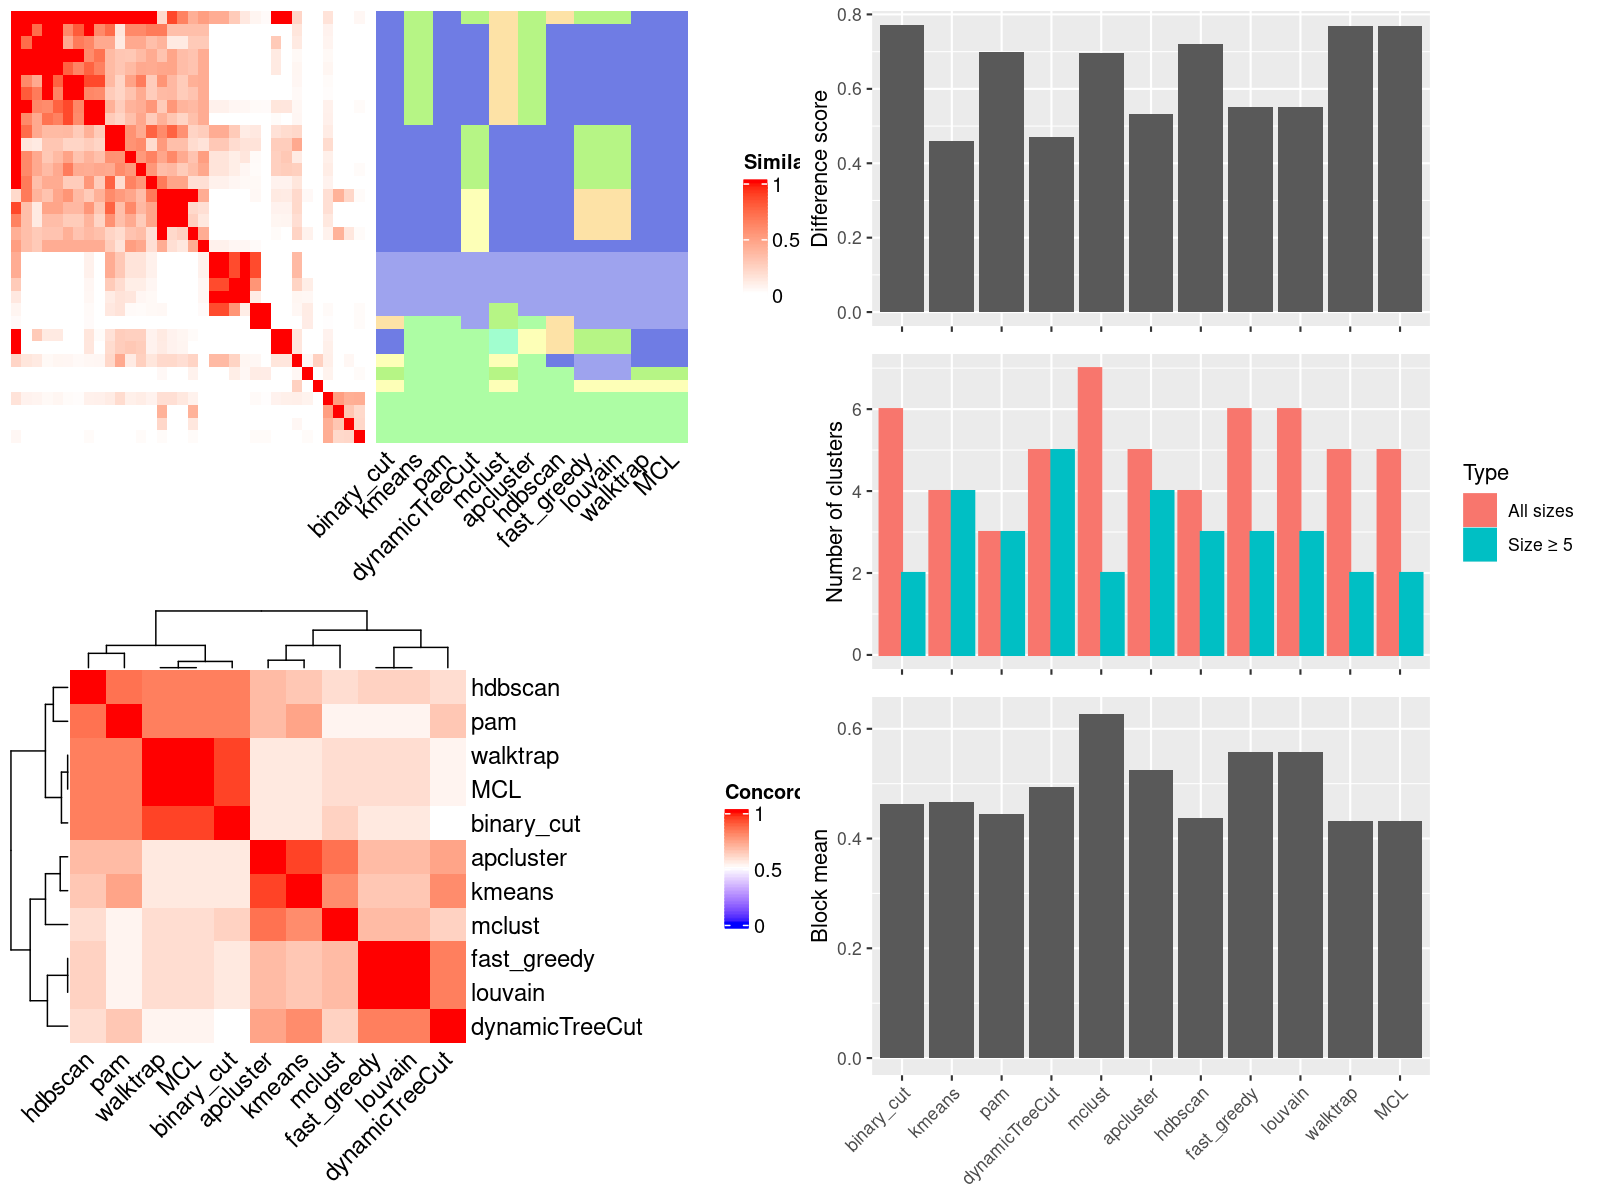 Simila
1
0.5
0
binary_cut
kmeans
pam
dynamicTreeCut
mclust
apcluster
hdbscan
fast_greedy
louvain
walktrap
MCL
hdbscan
pam
walktrap
MCL
binary_cut
apcluster
kmeans
mclust
fast_greedy
louvain
dynamicTreeCut
hdbscan
pam
walktrap
MCL
binary_cut
apcluster
kmeans
mclust
fast_greedy
louvain
dynamicTreeCut
Concord
1
0.5
0
Difference score
0.8
0.6
0.4
0.2
0.0
Number of clusters
6
4
2
0
Type
All sizes
Size ≥ 5
Block mean
0.6
0.4
0.2
0.0
binary_cut
kmeans
pam
dynamicTreeCut
mclust
apcluster
hdbscan
fast_greedy
louvain
walktrap
MCL